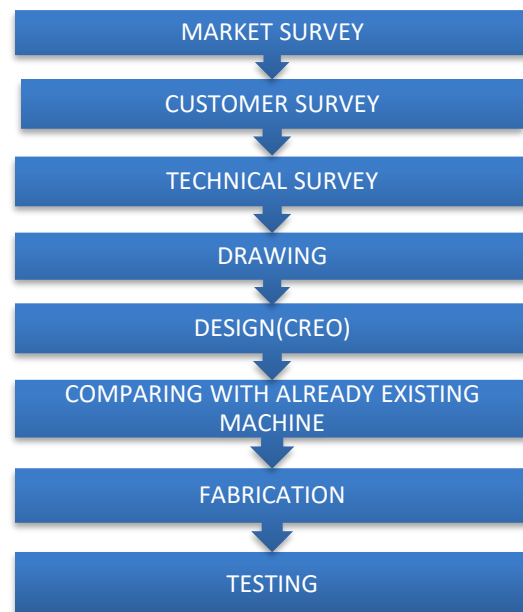 MARKET SURVEY
CUSTOMER SURVEY
TECHNICAL SURVEY
DRAWING
DESIGN(CREO)
COMPARING WITH ALREADY EXISTING
MACHINE
FABRICATION
TESTING